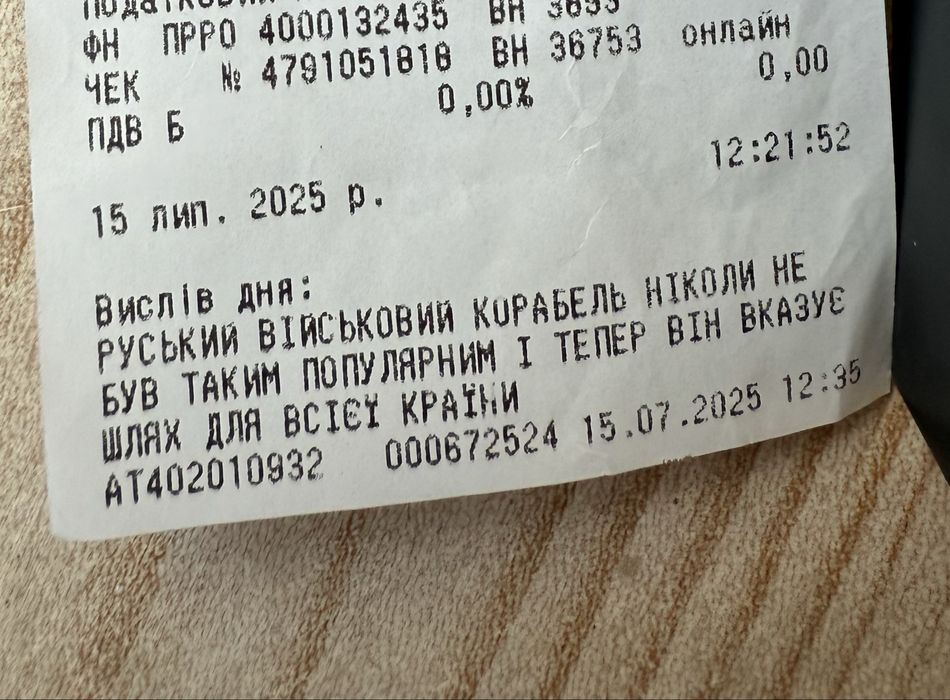 ФН ПРРО 4000132435 ВН 3653
ЧЕК № 4791051818 ВН 36753 онлайн
ПДВ Б 0,00% 0,00
15 лип. 2025 р. 12:21:52
Вислів дня:
РУСЬКИЙ ВІЙСЬКОВИЙ КОРАБЕЛЬ НІКОЛИ НЕ
БУВ ТАКИМ ПОПУЛЯРНИМ І ТЕПЕР ВІН ВКАЗУЄ
ШЛЯХ ДЛЯ ВСІЄЇ КРАЇНИ
АТ402010932 000672524 15.07.2025 12:35